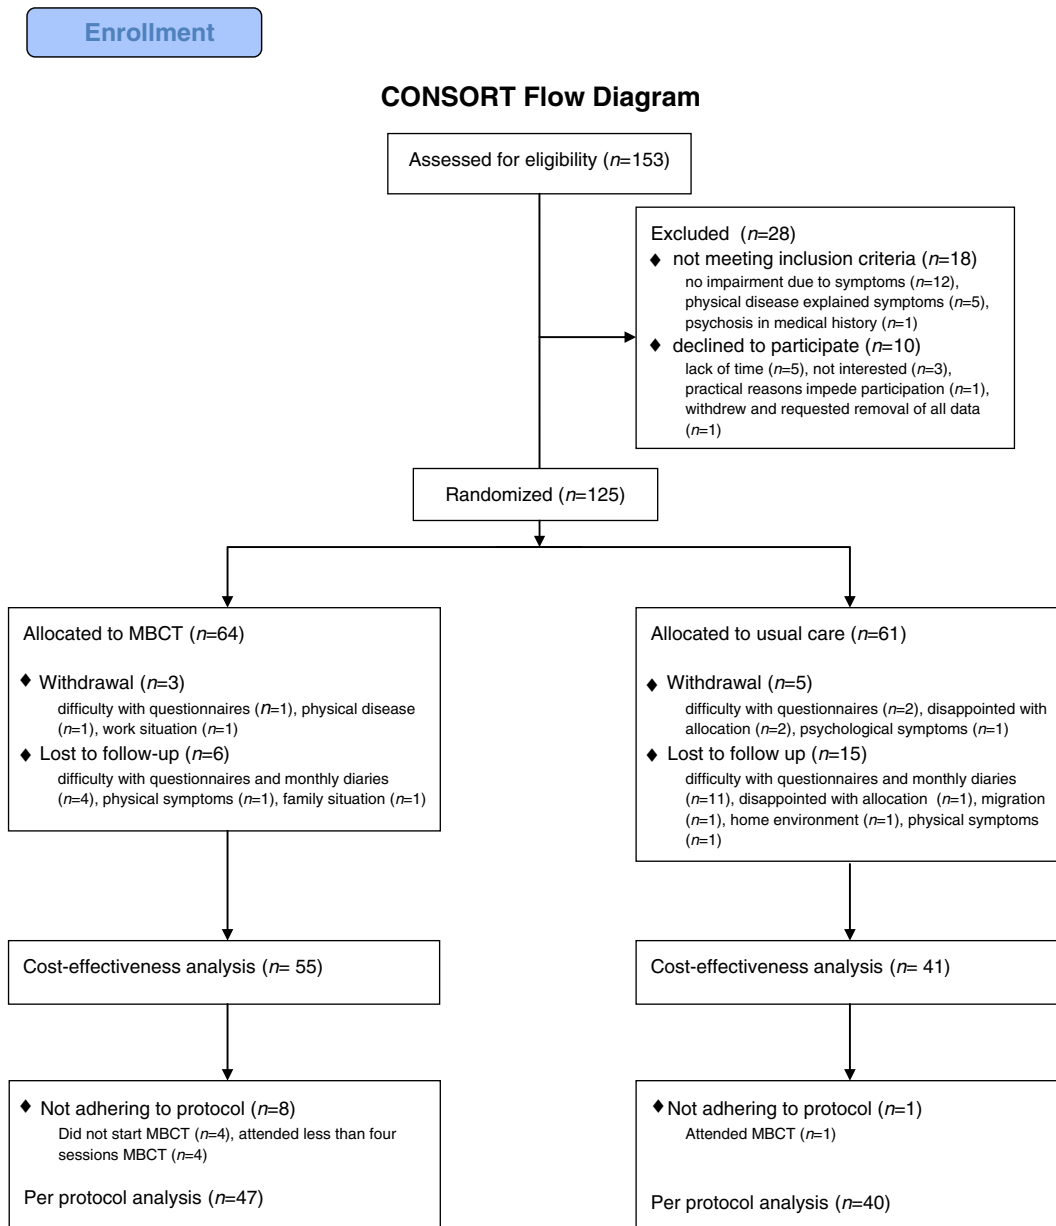 Enrollment
CONSORT Flow Diagram
Assessed for eligibility (n=153)
Excluded (n=28)
♦ not meeting inclusion criteria (n=18)
no impairment due to symptoms (n=12),
physical disease explained symptoms (n=5),
psychosis in medical history (n=1)
♦ declined to participate (n=10)
lack of time (n=5), not interested (n=3),
practical reasons impede participation (n=1),
withdrew and requested removal of all data
(n=1)
Randomized (n=125)
Allocated to MBCT (n=64)
♦ Withdrawal (n=3)
difficulty with questionnaires (n=1), physical disease
(n=1), work situation (n=1)
♦ Lost to follow-up (n=6)
difficulty with questionnaires and monthly diaries
(n=4), physical symptoms (n=1), family situation (n=1)
Allocated to usual care (n=61)
♦ Withdrawal (n=5)
difficulty with questionnaires (n=2), disappointed with
allocation (n=2), psychological symptoms (n=1)
♦ Lost to follow up (n=15)
difficulty with questionnaires and monthly diaries
(n=11), disappointed with allocation (n=1), migration
(n=1), home environment (n=1), physical symptoms
(n=1)
Cost-effectiveness analysis (n= 55)
Cost-effectiveness analysis (n= 41)
♦ Not adhering to protocol (n=8)
Did not start MBCT (n=4), attended less than four
sessions MBCT (n=4)
Per protocol analysis (n=47)
♦ Not adhering to protocol (n=1)
Attended MBCT (n=1)
Per protocol analysis (n=40)